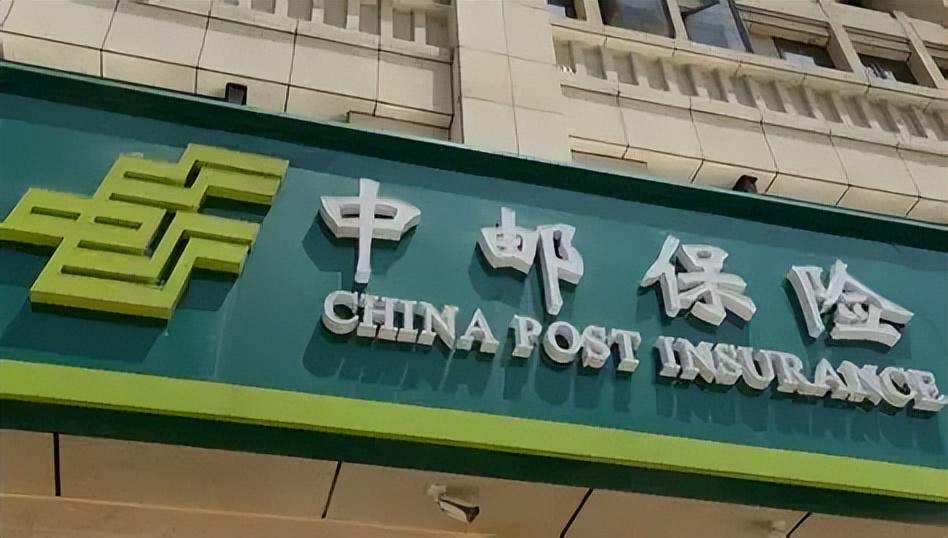 中邮保险
CHINA POST INSURANCE